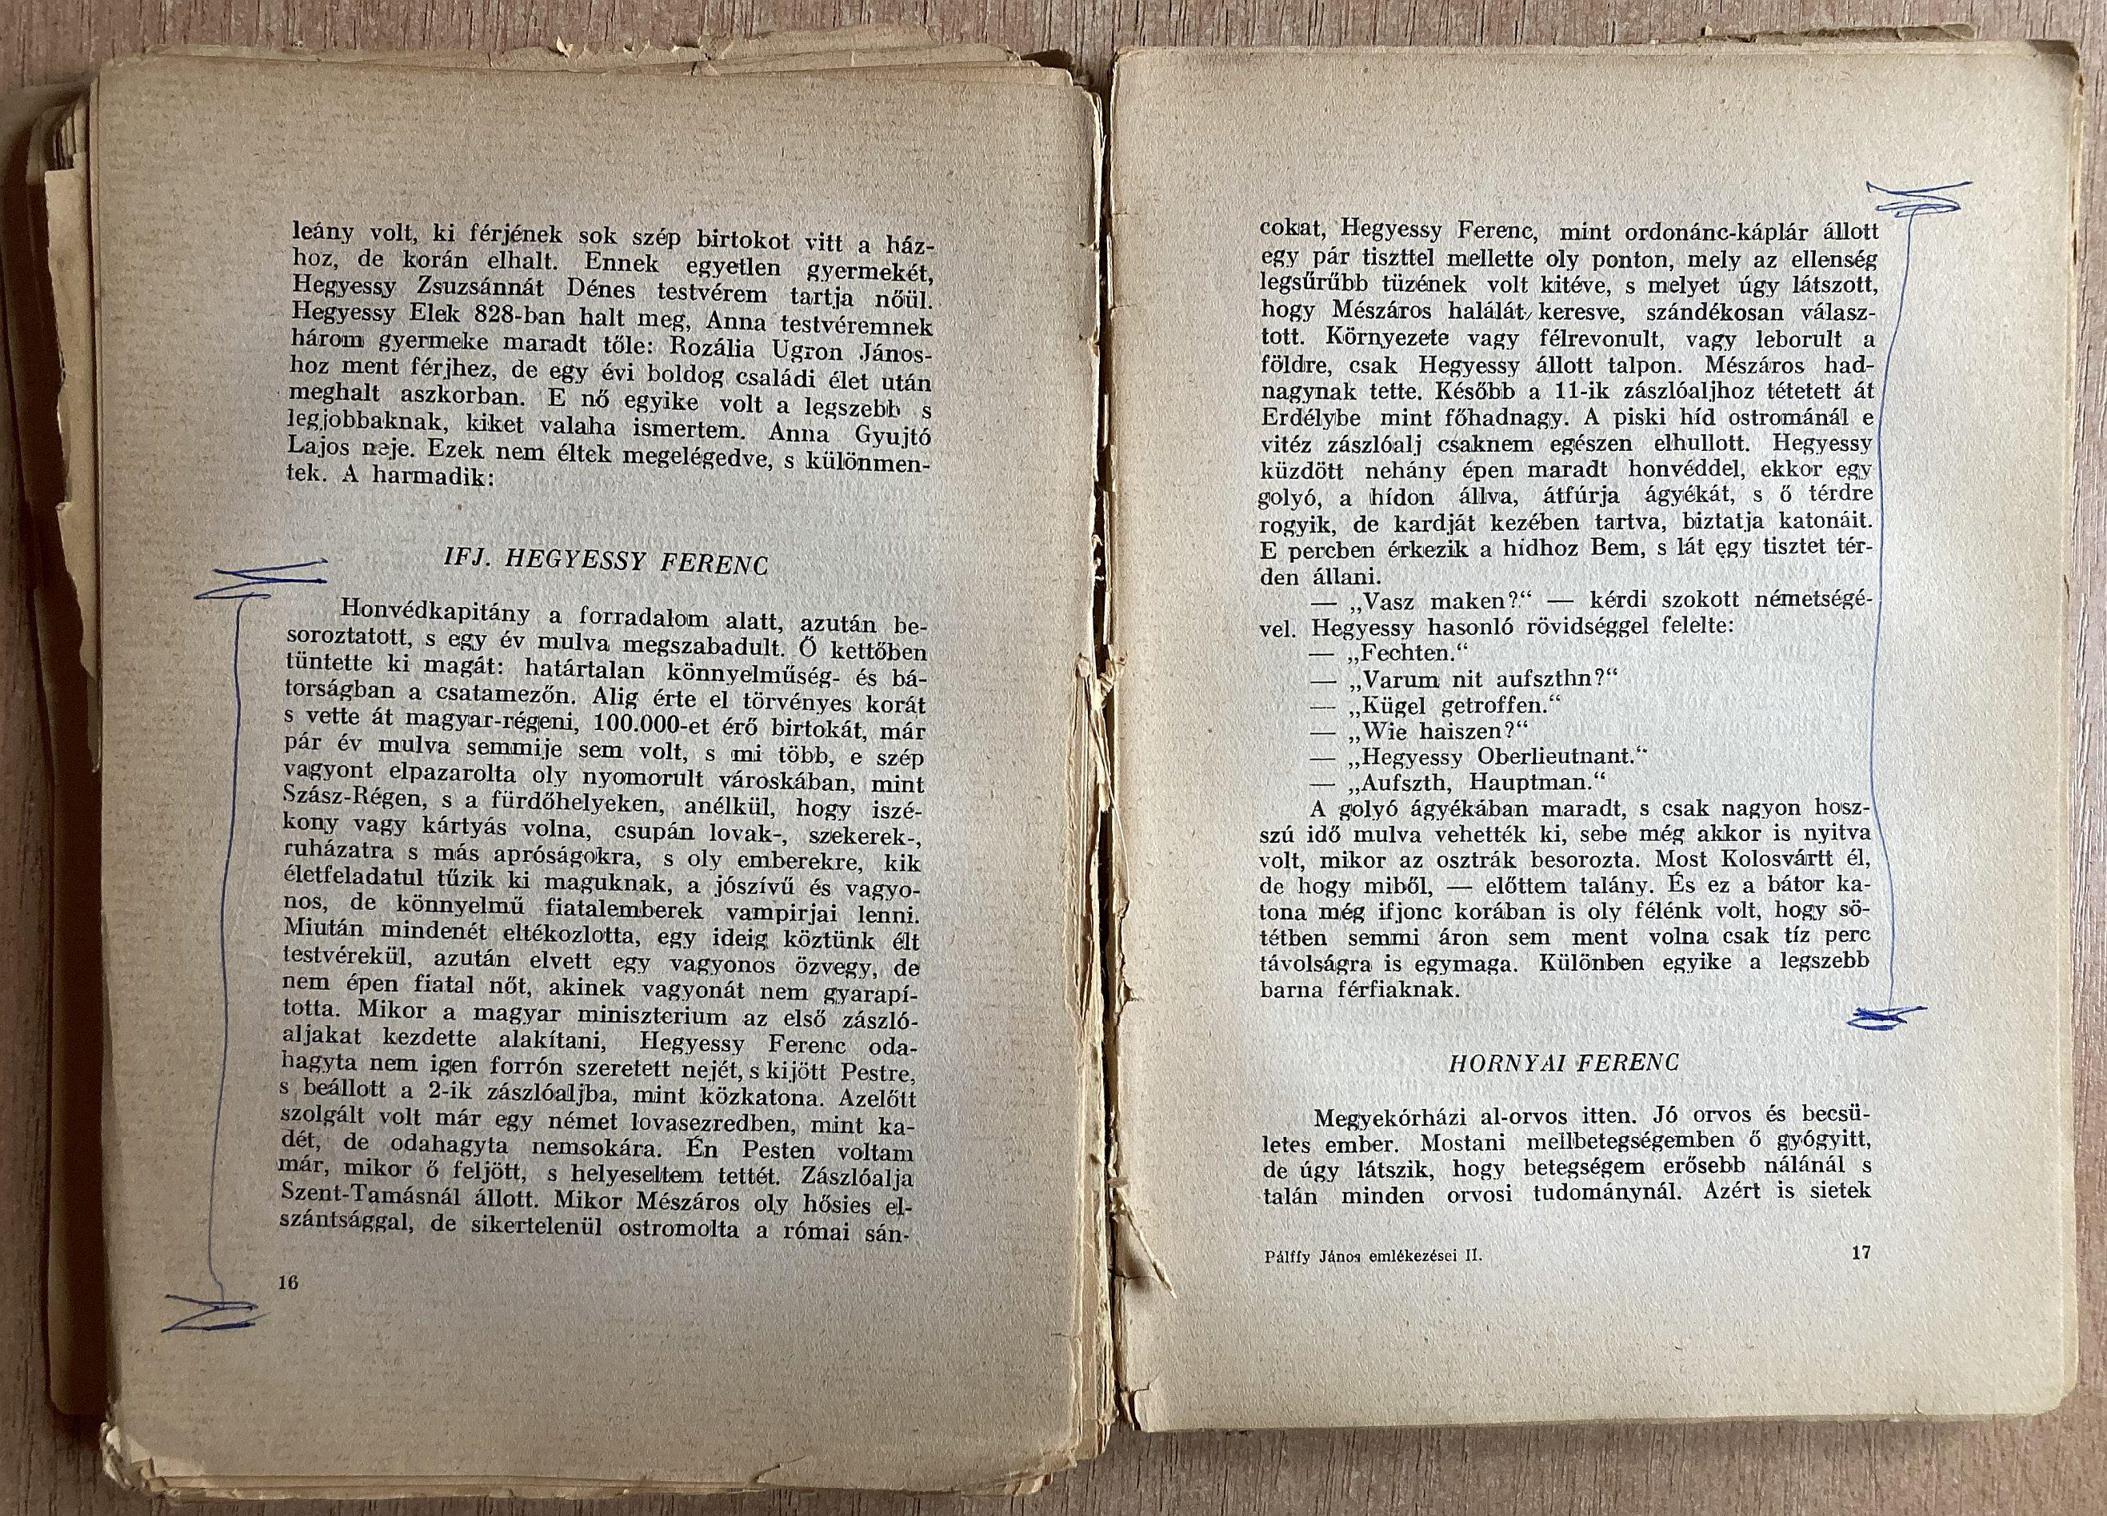 leány volt, ki férjének sok szép birtokot vitt a ház-
hoz, de korán elhalt. Ennek egyetlen gyermekét,
Hegyessy Zsuzsánnát Dénes testvérem tartja nőül.
Hegyessy Elek 828-ban halt meg, Anna testvéremnek
három gyermeke maradt tőle: Rozália Ugron János-
hoz ment férjhez, de egy évi boldog családi élet után
meghalt aszkorban. E nő egyike volt a legszebb s
legjobbaknak, kiket valaha ismertem. Anna Gyujtó
Lajos neje. Ezek nem éltek megelégedve, s különmen-
tek. A harmadik:
IFJ. HEGYESSY FERENC
Honvédkapitány a forradalom alatt, azután be-
soroztatott, s egy év mulva megszabadult. Ő kettőben
tüntette ki magát: határtalan könnyelműség- és bá-
torságban a csatamezőn. Alig érte el törvényes korát
s vette át magyar-régeni, 100.000-et érő birtokát, már
pár év mulva semmije sem volt, s mi több, e szép
vagyont elpazarolta oly nyomorult városkában, mint
Szász-Régen, s a fürdőhelyeken, anélkül, hogy iszé-
kony vagy kártyás volna, csupán lovak-, szekerek-,
ruházatra s más apróságokra, s oly emberekre, kik
életfeladatul tűzik ki maguknak, a jószívű és vagyo-
nos, de könnyelmű fiatalemberek vampirjai lenni.
Miután mindenét eltékozlotta, egy ideig köztünk élt
testvérekül, azután elvett egy vagyonos özvegy, de
nem épen fiatal nőt, akinek vagyonát nem gyarapí-
totta. Mikor a magyar miniszterium az első zászló-
aljakat kezdette alakítani, Hegyessy Ferenc oda-
hagyta nem igen forrón szeretett nejét, s kijött Pestre,
s beállott a 2-ik zászlóaljba, mint közkatona. Azelőtt
szolgált volt már egy német lovasezredben, mint ka-
dét, de odahagyta nemsokára. Én Pesten voltam
már, mikor ő feljött, s helyeseltem tettét. Zászlóalja
Szent-Tamásnál állott. Mikor Mészáros oly hősies el-
szántsággal, de sikertelenül ostromolta a római sán-
16
cokat, Hegyessy Ferenc, mint ordonánc-káplár állott
egy pár tiszttel mellette oly ponton, mely az ellenség
legsűrűbb tüzének volt kitéve, s melyet úgy látszott,
hogy Mészáros halálát keresve, szándékosan válasz-
tott. Környezete vagy félrevonult, vagy leborult a
földre, csak Hegyessy állott talpon. Mészáros had-
nagynak tette. Később a 11-ik zászlóaljhoz tétetett át
Erdélybe mint főhadnagy. A piski híd ostrománál e
vitéz zászlóalj csaknem egészen elhullott. Hegyessy
küzdött nehány épen maradt honvéddel, ekkor egy
golyó, a hídon állva, átfúrja ágyékát, s ő térdre
rogyik, de kardját kezében tartva, biztatja katonáit.
E percben érkezik a hídhoz Bem, s lát egy tisztet tér-
den állani.
— „Vasz maken?“ — kérdi szokott németségé-
vel. Hegyessy hasonló rövidséggel felelte:
— „Fechten.“
— „Varum nit aufszthn?“
— „Kügel getroffen.“
— „Wie haiszen?“
— „Hegyessy Oberlieutnant.“
— „Aufszth, Hauptman.“
A golyó ágyékában maradt, s csak nagyon hosz-
szú idő mulva vehették ki, sebe még akkor is nyitva
volt, mikor az osztrák besorozta. Most Kolosvártt él,
de hogy miből, — előttem talány. És ez a bátor ka-
tona még ifjonc korában is oly félénk volt, hogy sö-
tétben semmi áron sem ment volna csak tíz perc
távolságra is egymaga. Különben egyike a legszebb
barna férfiaknak.
HORNYAI FERENC
Megyekórházi al-orvos itten. Jó orvos és becsü-
letes ember. Mostani mellbetegségemben ő gyógyitt,
de úgy látszik, hogy betegségem erősebb nálánál s
talán minden orvosi tudománynál. Azért is sietek
Pálffy János emlékezései II.
17